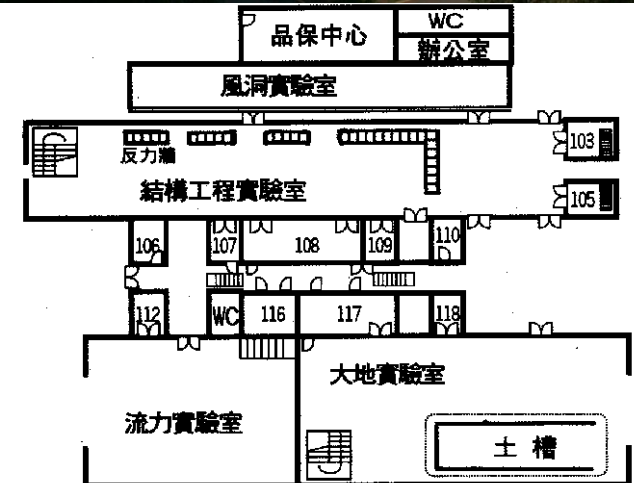 品保中心
WC
辦公室
風洞實驗室
反力牆
103
結構工程實驗室
105
106
107
108
109
110
112
WC
116
117
118
大地實驗室
流力實驗室
土槽